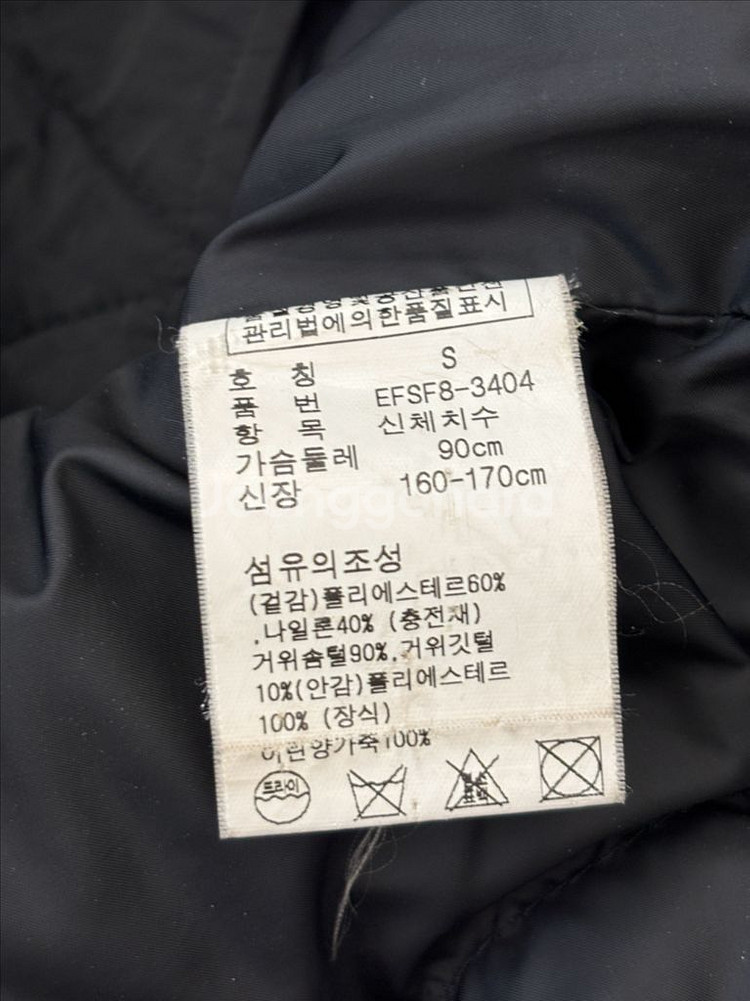 관리법에의한품질표시
호 칭 S
품 번 EFSF8-3404
항 목 신체치수
가슴둘레 90cm
신장 160-170cm
섬유의조성
(겉감)폴리에스테르60%
,나일론40% (충전재)
거위솜털90%,거위깃털
10%(안감)폴리에스테르
100% (장식)
어린양가죽100%
드라이